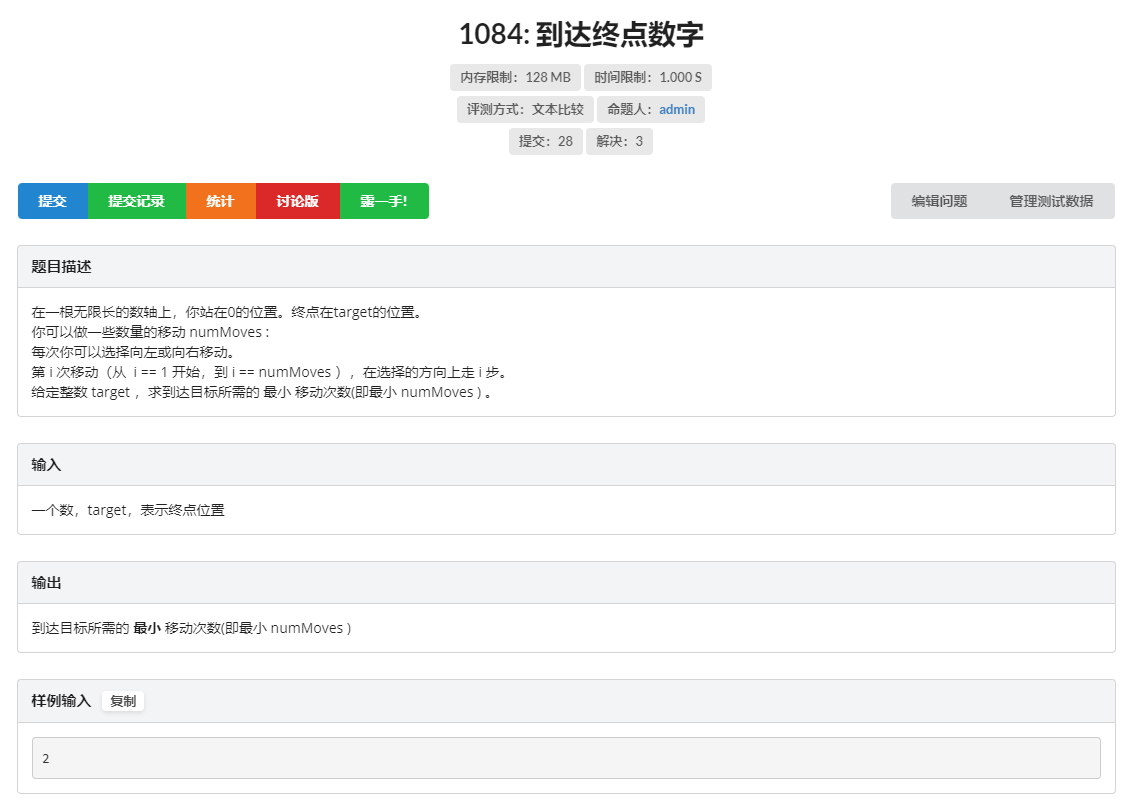 1084: 到达终点数字
内存限制：128 MB 时间限制：1.000 S
评测方式：文本比较 命题人：admin
提交：28 解决：3
提交 提交记录 统计 讨论版 露一手! 编辑问题 管理测试数据
题目描述
在一根无限长的数轴上，你站在0的位置。终点在target的位置。
你可以做一些数量的移动 numMoves :
每次你可以选择向左或向右移动。
第 i 次移动（从 i == 1 开始，到 i == numMoves ），在选择的方向上走 i 步。
给定整数 target ，求到达目标所需的 最小 移动次数(即最小 numMoves ) 。
输入
一个数，target，表示终点位置
输出
到达目标所需的 最小 移动次数(即最小 numMoves )
样例输入 复制
2